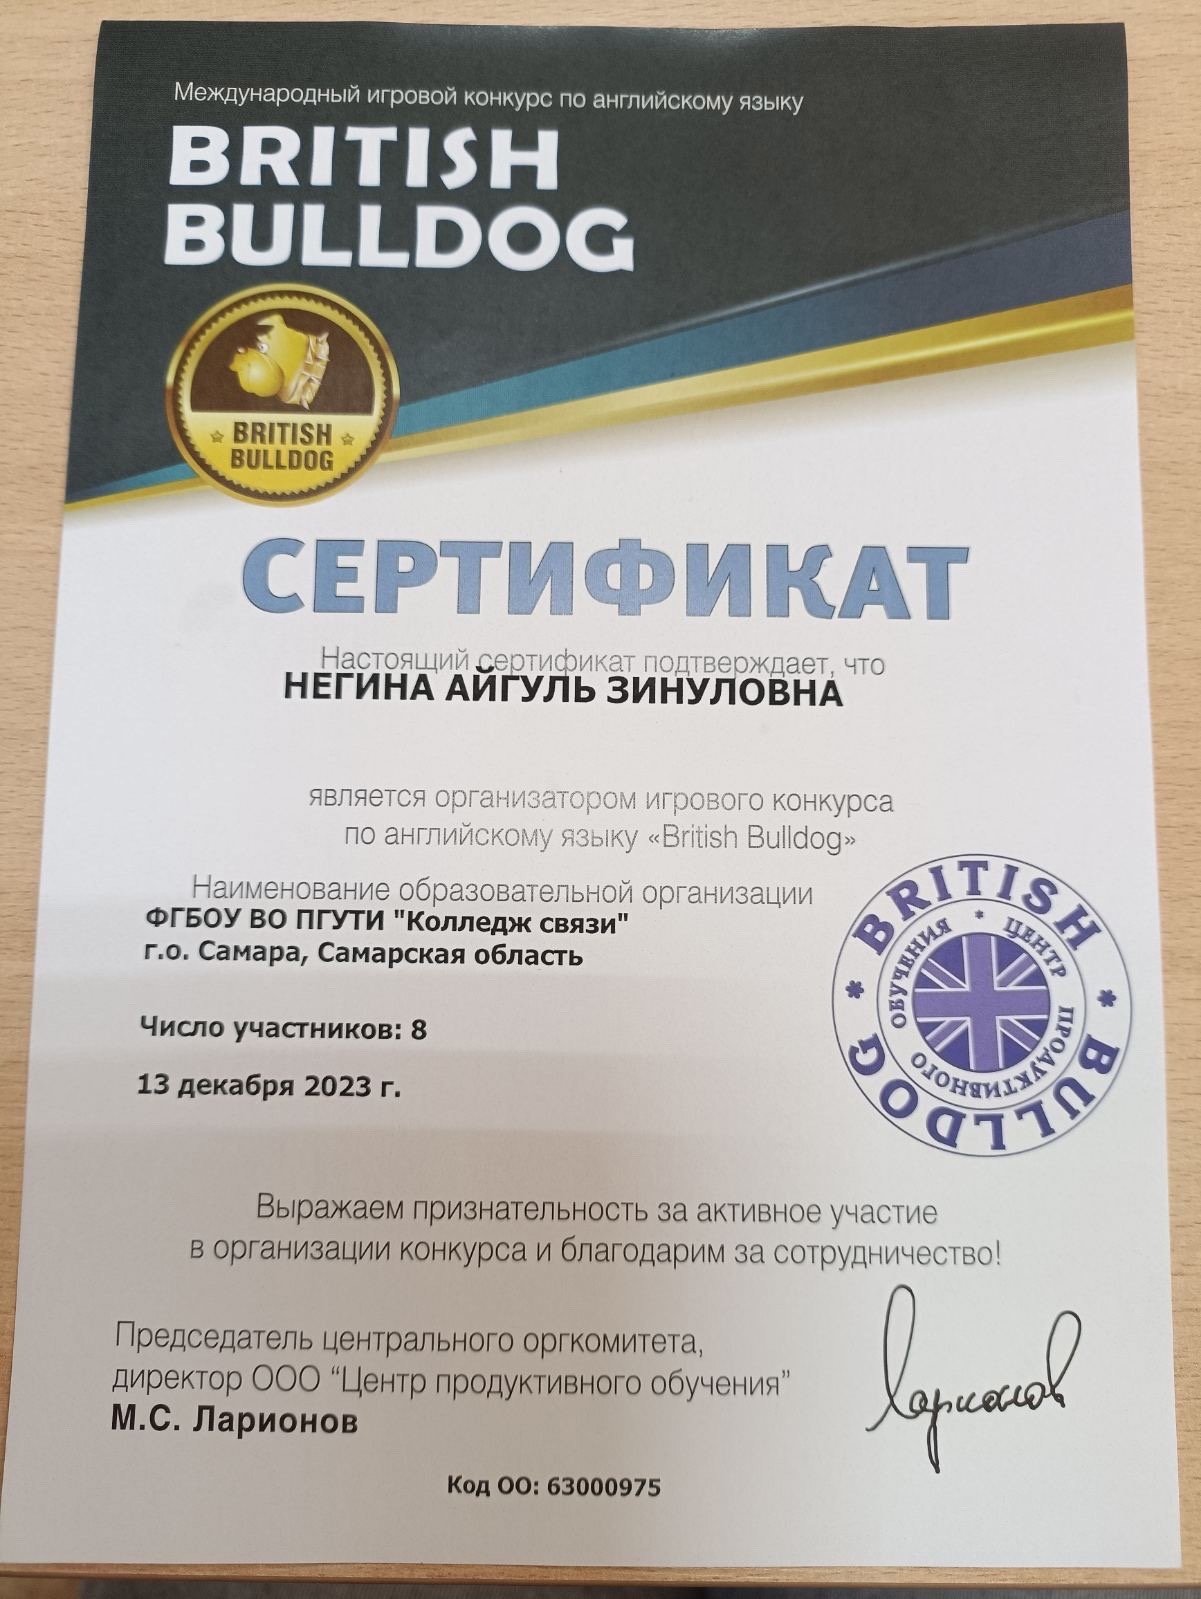 Международный игровой конкурс по английскому языку
BRITISH
BULLDOG
BRITISH
BULLDOG
СЕРТИФИКАТ
Настоящий сертификат подтверждает, что
НЕГИНА АЙГУЛЬ ЗИНУЛОВНА
является организатором игрового конкурса
по английскому языку «British Bulldog»
Наименование образовательной организации
ФГБОУ ВО ПГУТИ "Колледж связи"
г.о. Самара, Самарская область
BRITISH BULLDOG
ЦЕНТР ПРОДУКТИВНОГО ОБУЧЕНИЯ
Число участников: 8
13 декабря 2023 г.
Выражаем признательность за активное участие
в организации конкурса и благодарим за сотрудничество!
Председатель центрального оргкомитета,
директор ООО “Центр продуктивного обучения”
М.С. Ларионов
Ларионов
Код ОО: 63000975